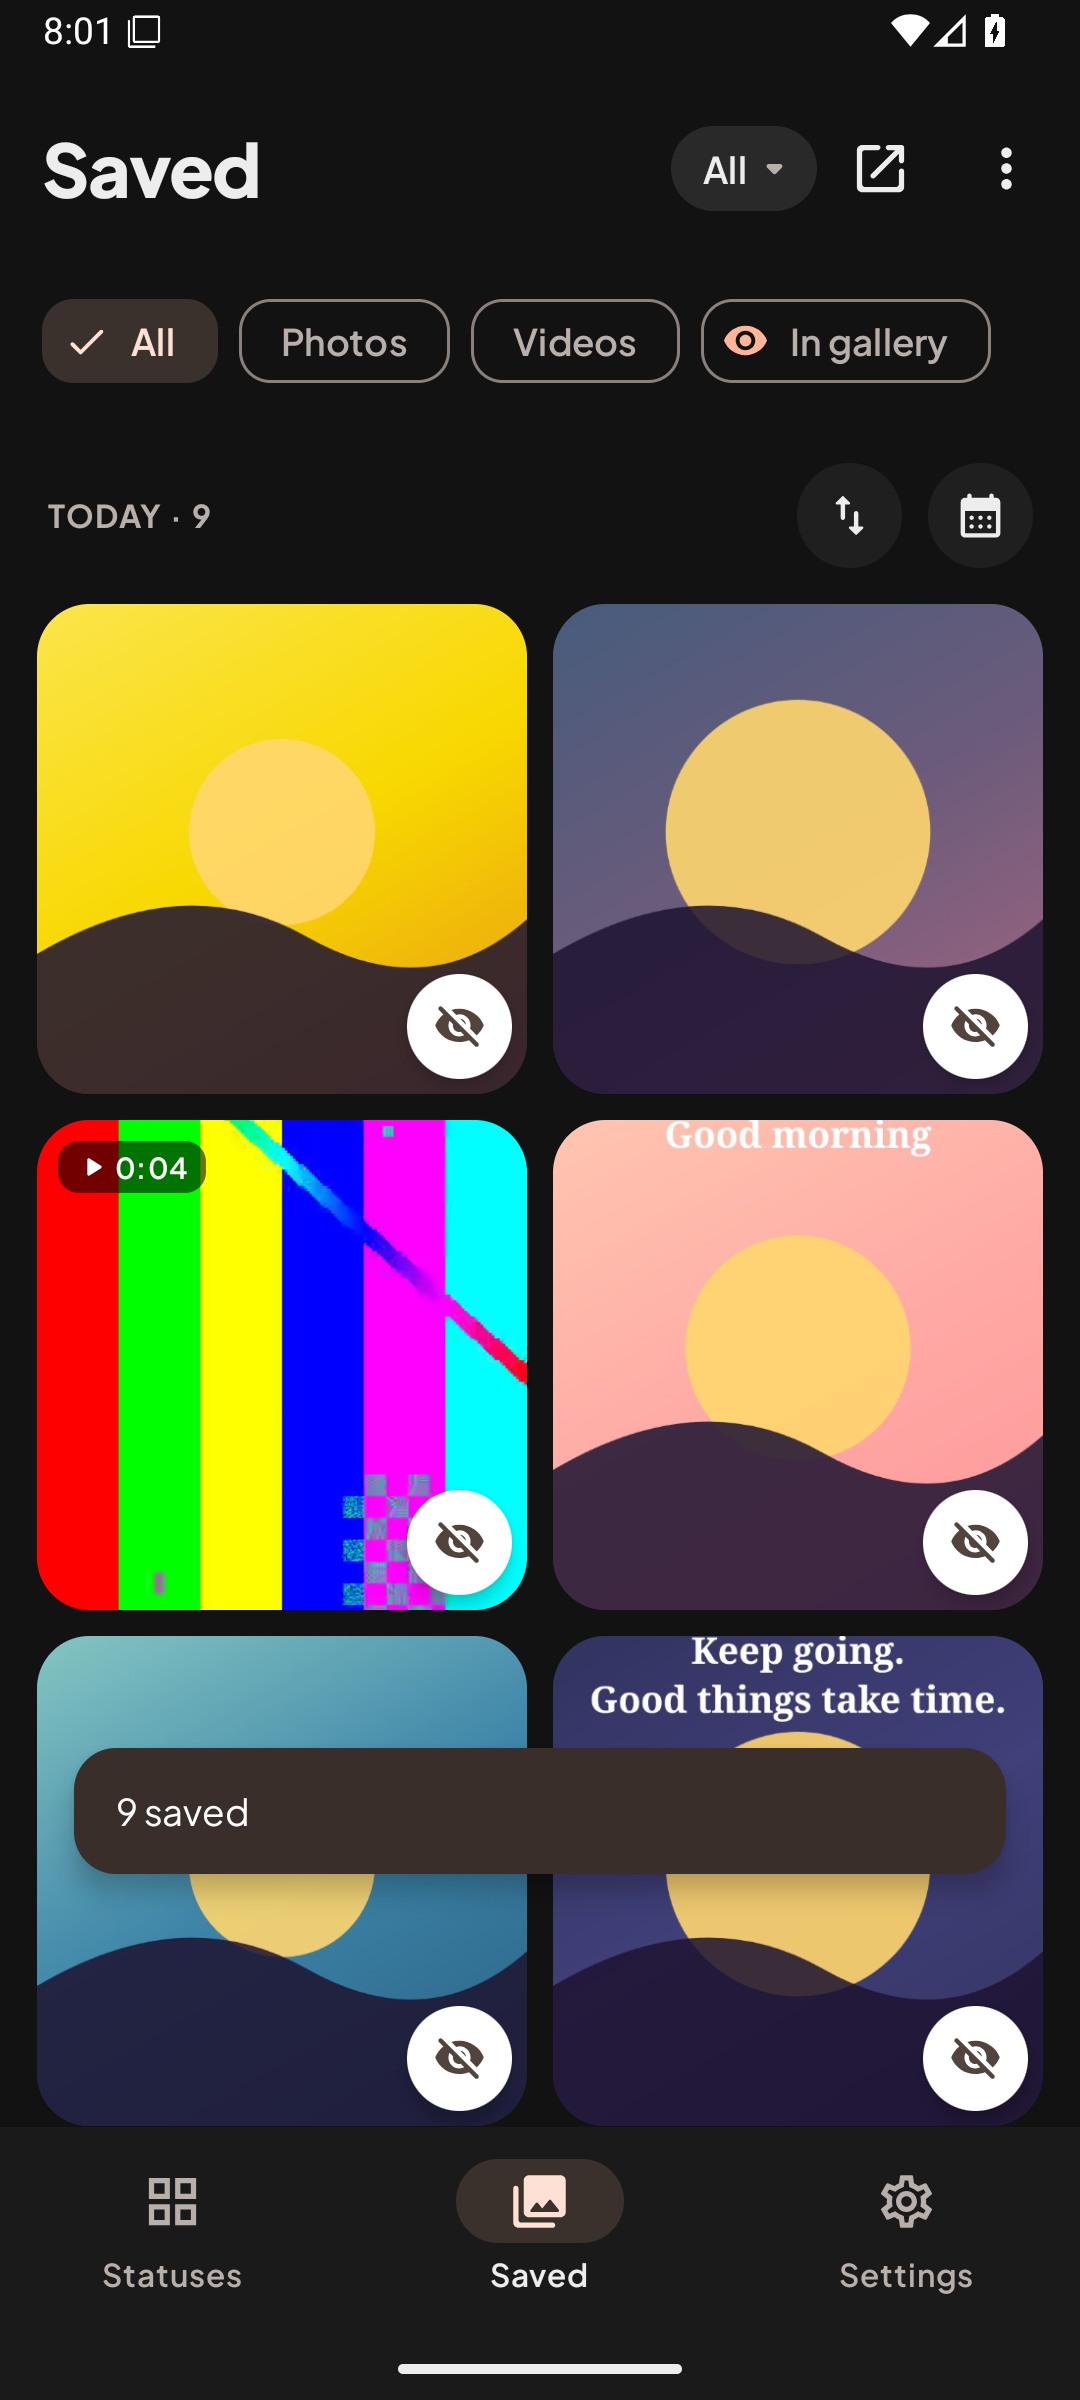 8:01
Saved
All
All
Photos
Videos
In gallery
TODAY · 9
0:04
Good morning
Keep going.
Good things take time.
9 saved
Statuses
Saved
Settings